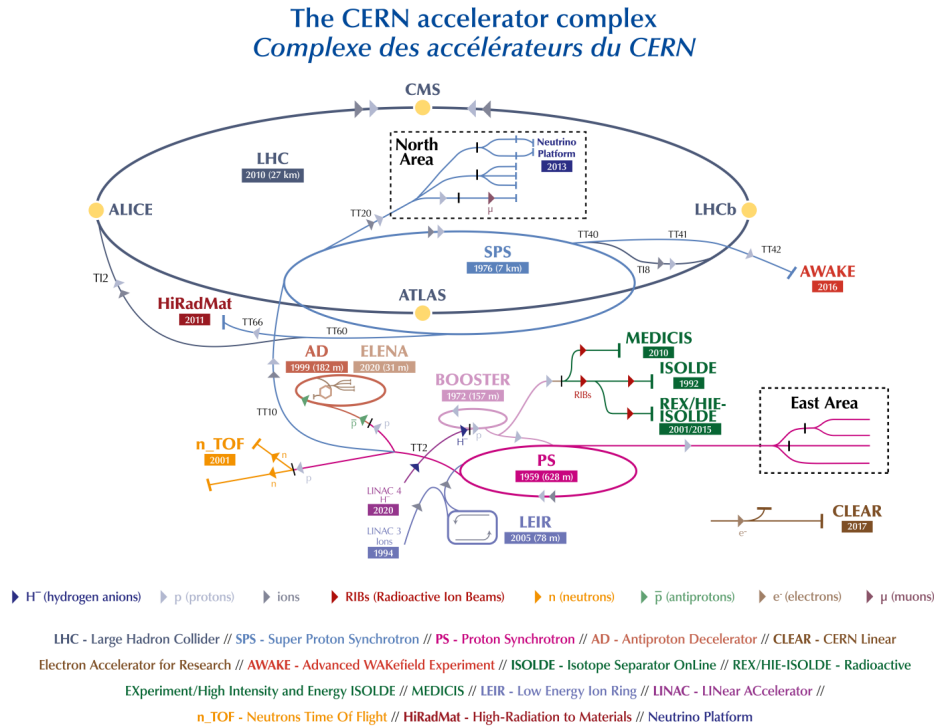 The CERN accelerator complex
Complexe des accélérateurs du CERN
CMS
North Area
Neutrino Platform
2013
LHC
2010 (27 km)
μ
ALICE
LHCb
TT20
TT40
TT41
TT42
SPS
1976 (7 km)
TI8
TI2
AWAKE
2016
HiRadMat
2011
ATLAS
TT66
TT60
AD
1999 (182 m)
ELENA
2020 (31 m)
MEDICIS
2010
BOOSTER
1972 (157 m)
ISOLDE
1992
RIBs
REX/HIE-
ISOLDE
2001/2015
East Area
TT10
p̅
p
p
H⁻
p
TT2
n_TOF
2001
n
n
p
PS
1959 (628 m)
LINAC 4
H⁻
2020
LINAC 3
Ions
1994
LEIR
2005 (78 m)
CLEAR
2017
e⁻
H⁻ (hydrogen anions)
p (protons)
ions
RIBs (Radioactive Ion Beams)
n (neutrons)
p̅ (antiprotons)
e⁻ (electrons)
μ (muons)
LHC - Large Hadron Collider // SPS - Super Proton Synchrotron // PS - Proton Synchrotron // AD - Antiproton Decelerator // CLEAR - CERN Linear
Electron Accelerator for Research // AWAKE - Advanced WAKefield Experiment // ISOLDE - Isotope Separator OnLine // REX/HIE-ISOLDE - Radioactive
EXperiment/High Intensity and Energy ISOLDE // MEDICIS // LEIR - Low Energy Ion Ring // LINAC - LINear ACcelerator //
n_TOF - Neutrons Time Of Flight // HiRadMat - High-Radiation to Materials // Neutrino Platform